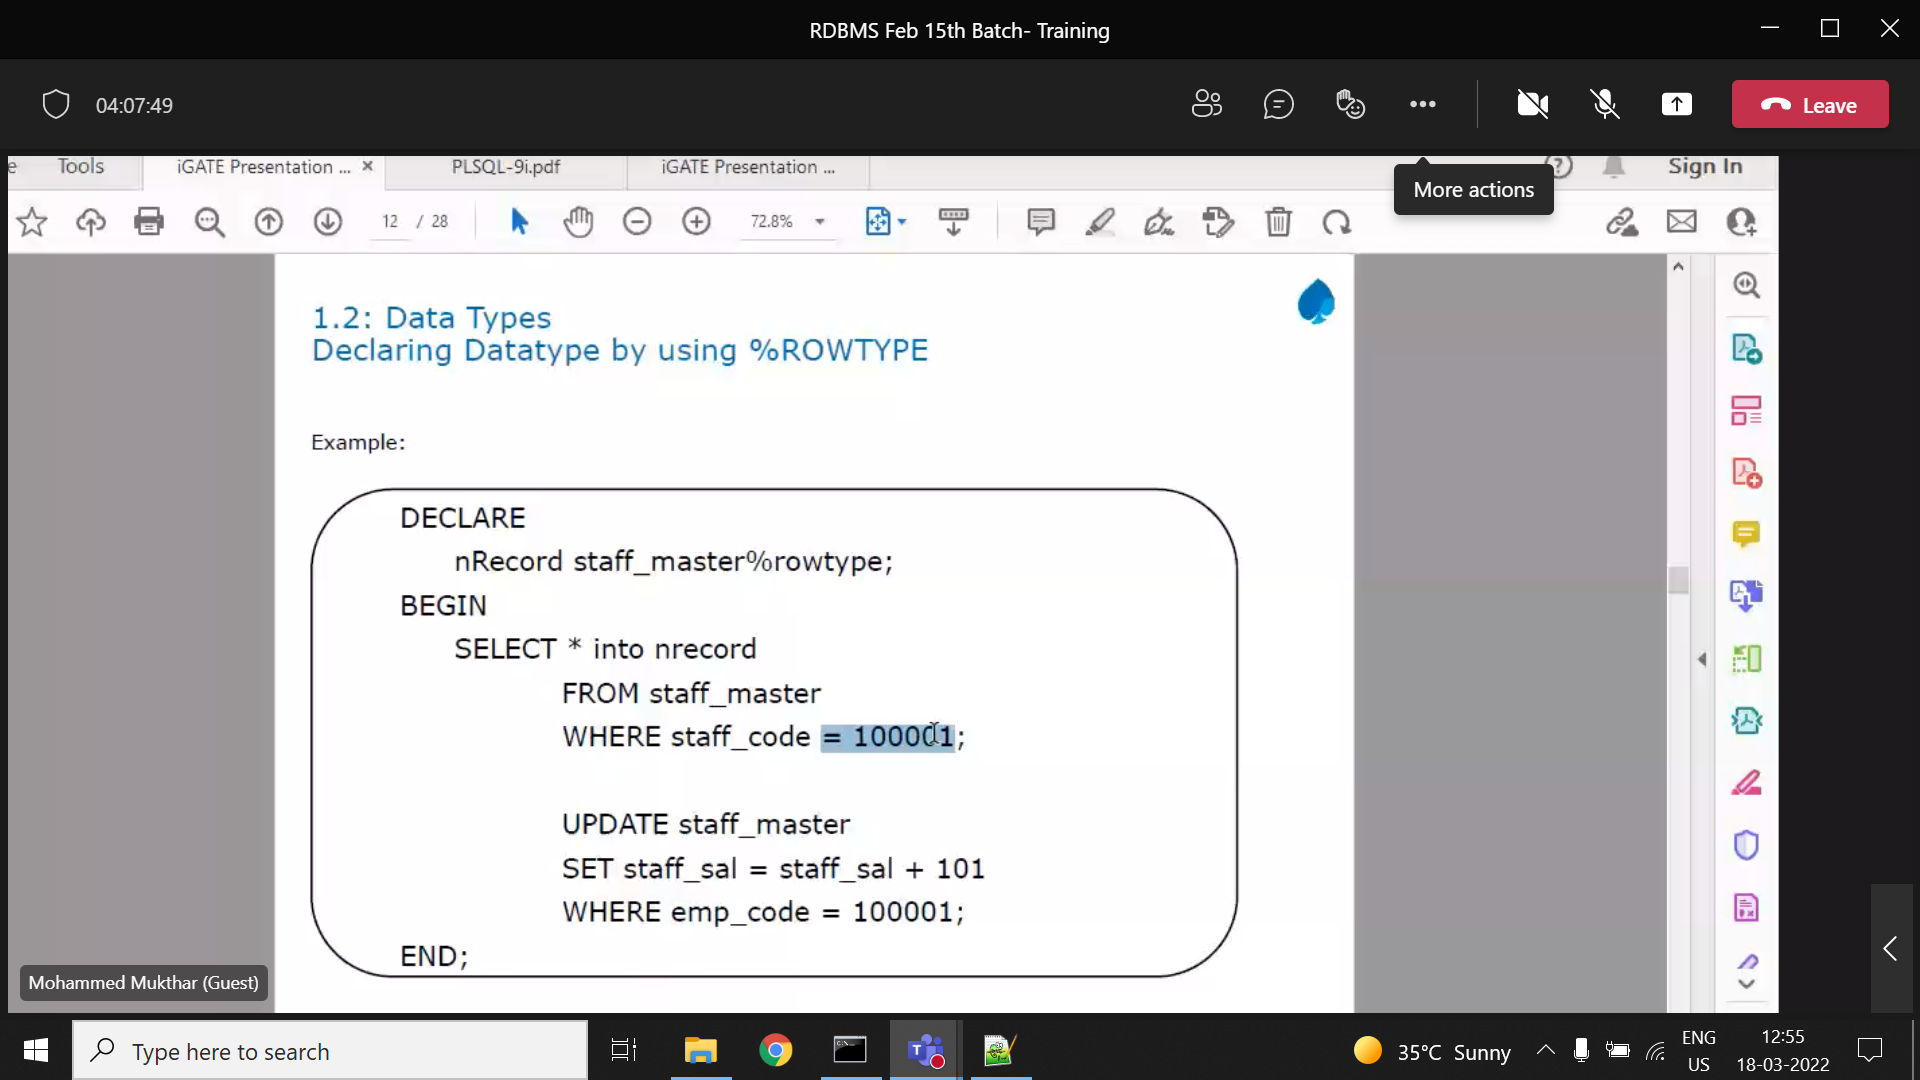 RDBMS Feb 15th Batch- Training
04:07:49
Leave
e Tools iGATE Presentation ... × PLSQL-9i.pdf iGATE Presentation ... Sign In
More actions
12 / 28 72.8%
1.2: Data Types
Declaring Datatype by using %ROWTYPE
Example:
DECLARE
nRecord staff_master%rowtype;
BEGIN
SELECT * into nrecord
FROM staff_master
WHERE staff_code = 100001;
UPDATE staff_master
SET staff_sal = staff_sal + 101
WHERE emp_code = 100001;
END;
Mohammed Mukthar (Guest)
Type here to search
35°C Sunny
ENG
US
12:55
18-03-2022